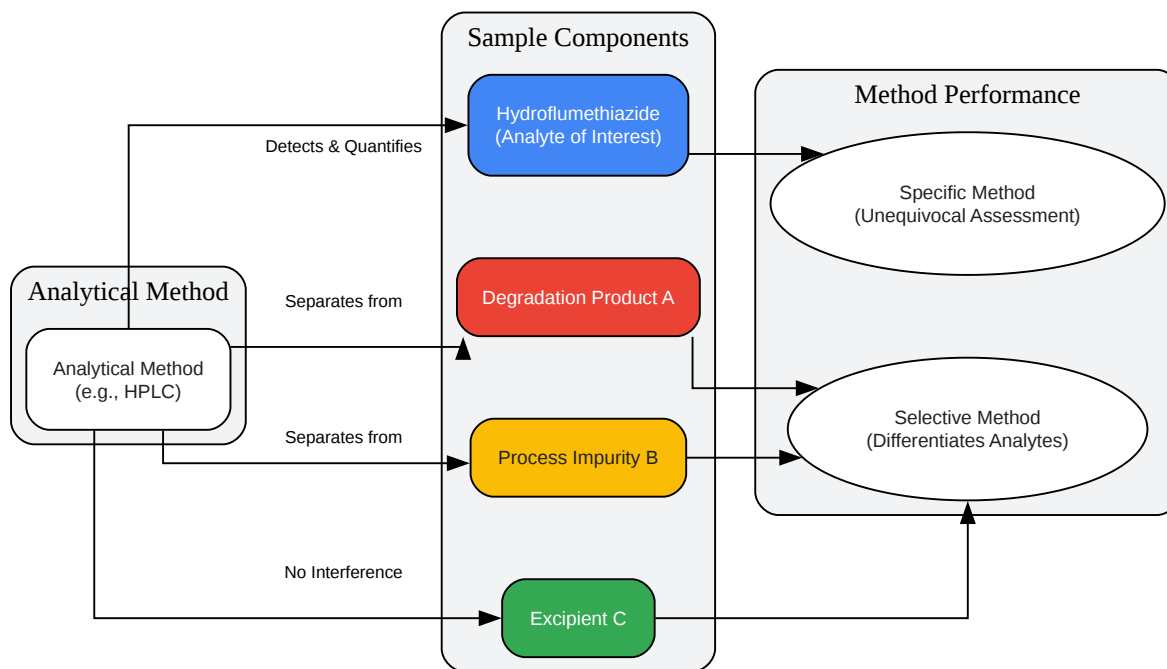 Sample Components
Hydroflumethiazide
(Analyte of Interest)
Detects & Quantifies
Method Performance
Specific Method
(Unequivocal Assessment)
Analytical Method
Separates from
Degradation Product A
Analytical Method
(e.g., HPLC)
Separates from
Process Impurity B
Selective Method
(Differentiates Analytes)
No Interference
Excipient C